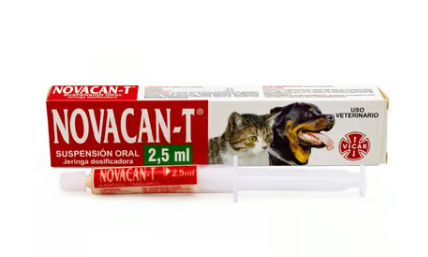 NOVACAN-T
NOVACAN-T®
SUSPENSIÓN ORAL
Jeringa dosificadora
2,5 ml
USO
VETERINARIO
VICAR
NOVACAN-T
2,5 ml